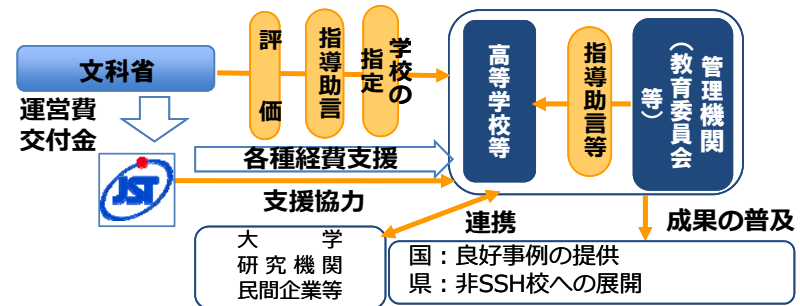 文科省
運営費
交付金
JST
評価
指導助言
学校の
指定
高等学校等
指導助言等
管理機関
（教育委員会
等）
各種経費支援
支援協力
連携
成果の普及
大学
研究機関
民間企業等
国：良好事例の提供
県：非SSH校への展開